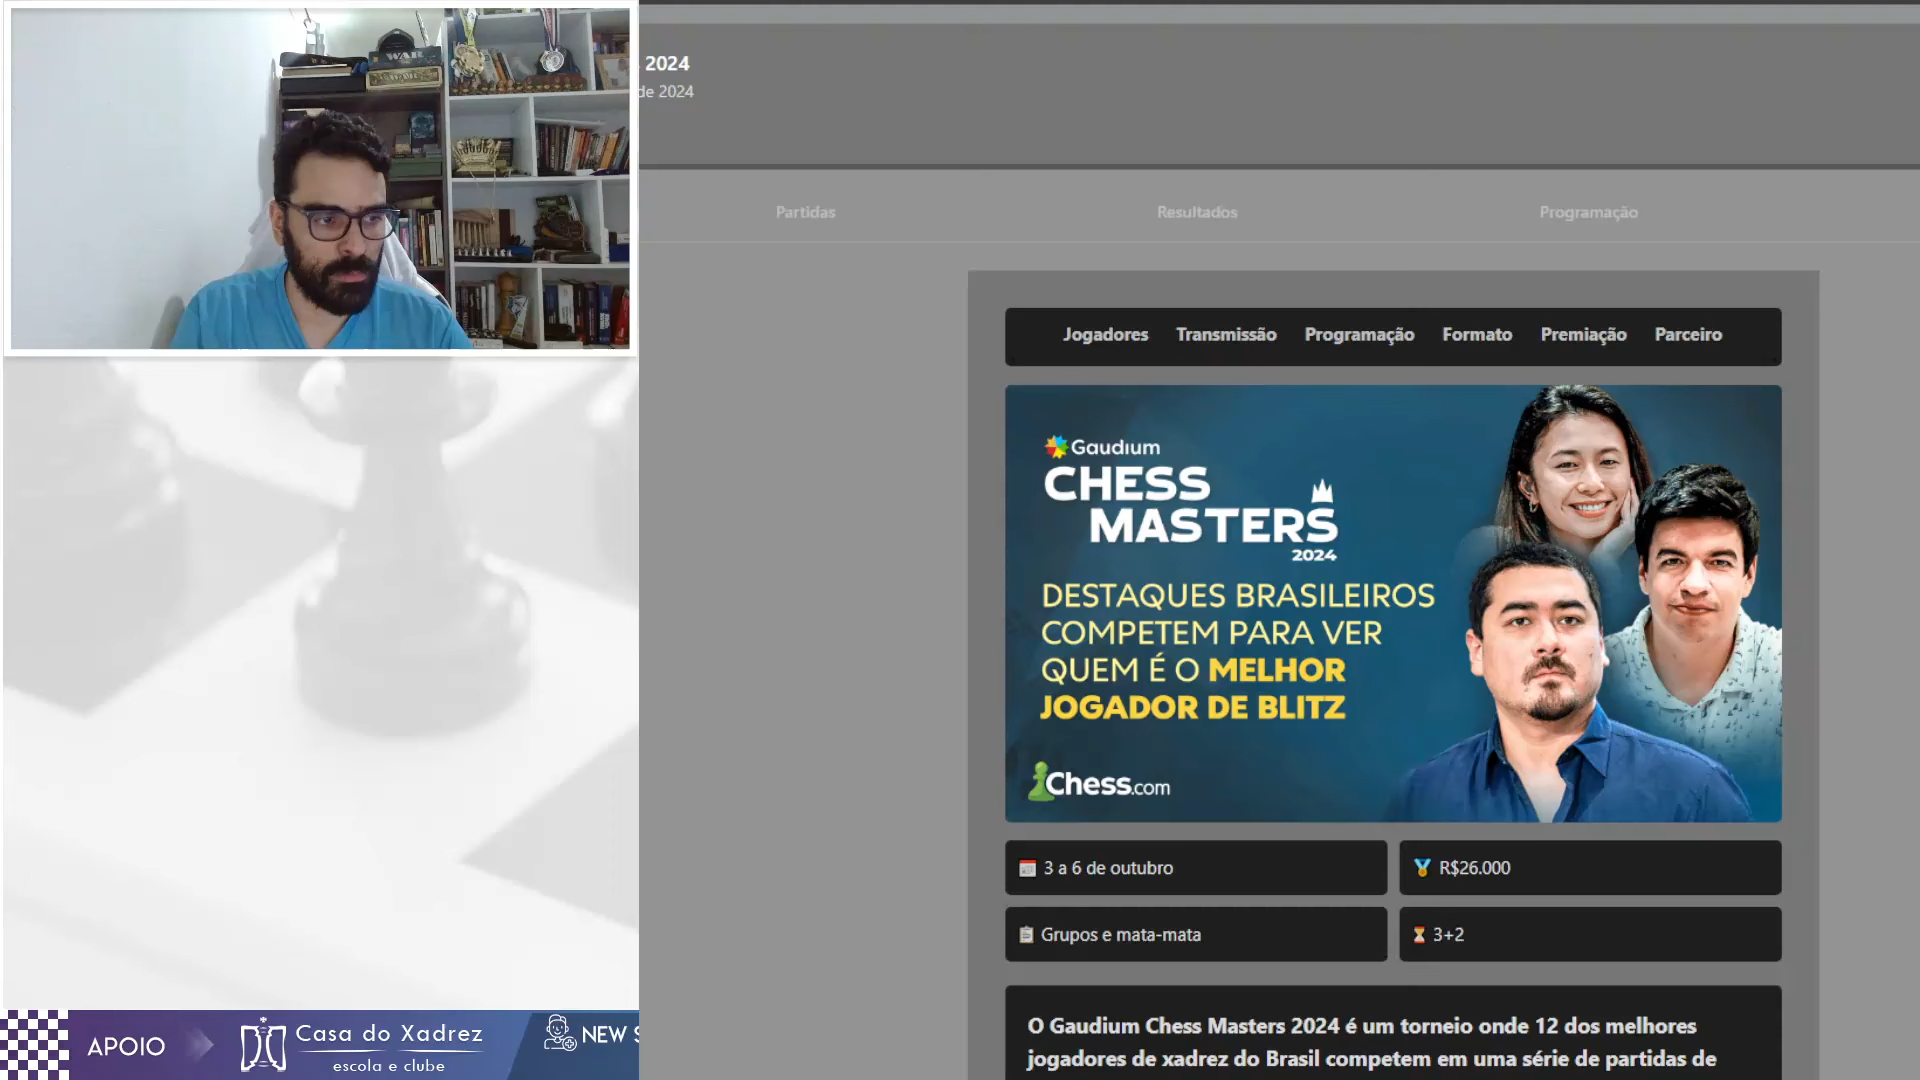 WAR
2024
de 2024
Partidas
Resultados
Programação
Jogadores
Transmissão
Programação
Formato
Premiação
Parceiro
Gaudium
CHESS
MASTERS
2024
DESTAQUES BRASILEIROS
COMPETEM PARA VER
QUEM É O MELHOR
JOGADOR DE BLITZ
Chess.com
3 a 6 de outubro
R$26.000
Grupos e mata-mata
3+2
O Gaudium Chess Masters 2024 é um torneio onde 12 dos melhores
jogadores de xadrez do Brasil competem em uma série de partidas de
APOIO
Casa do Xadrez
escola e clube
NEW S